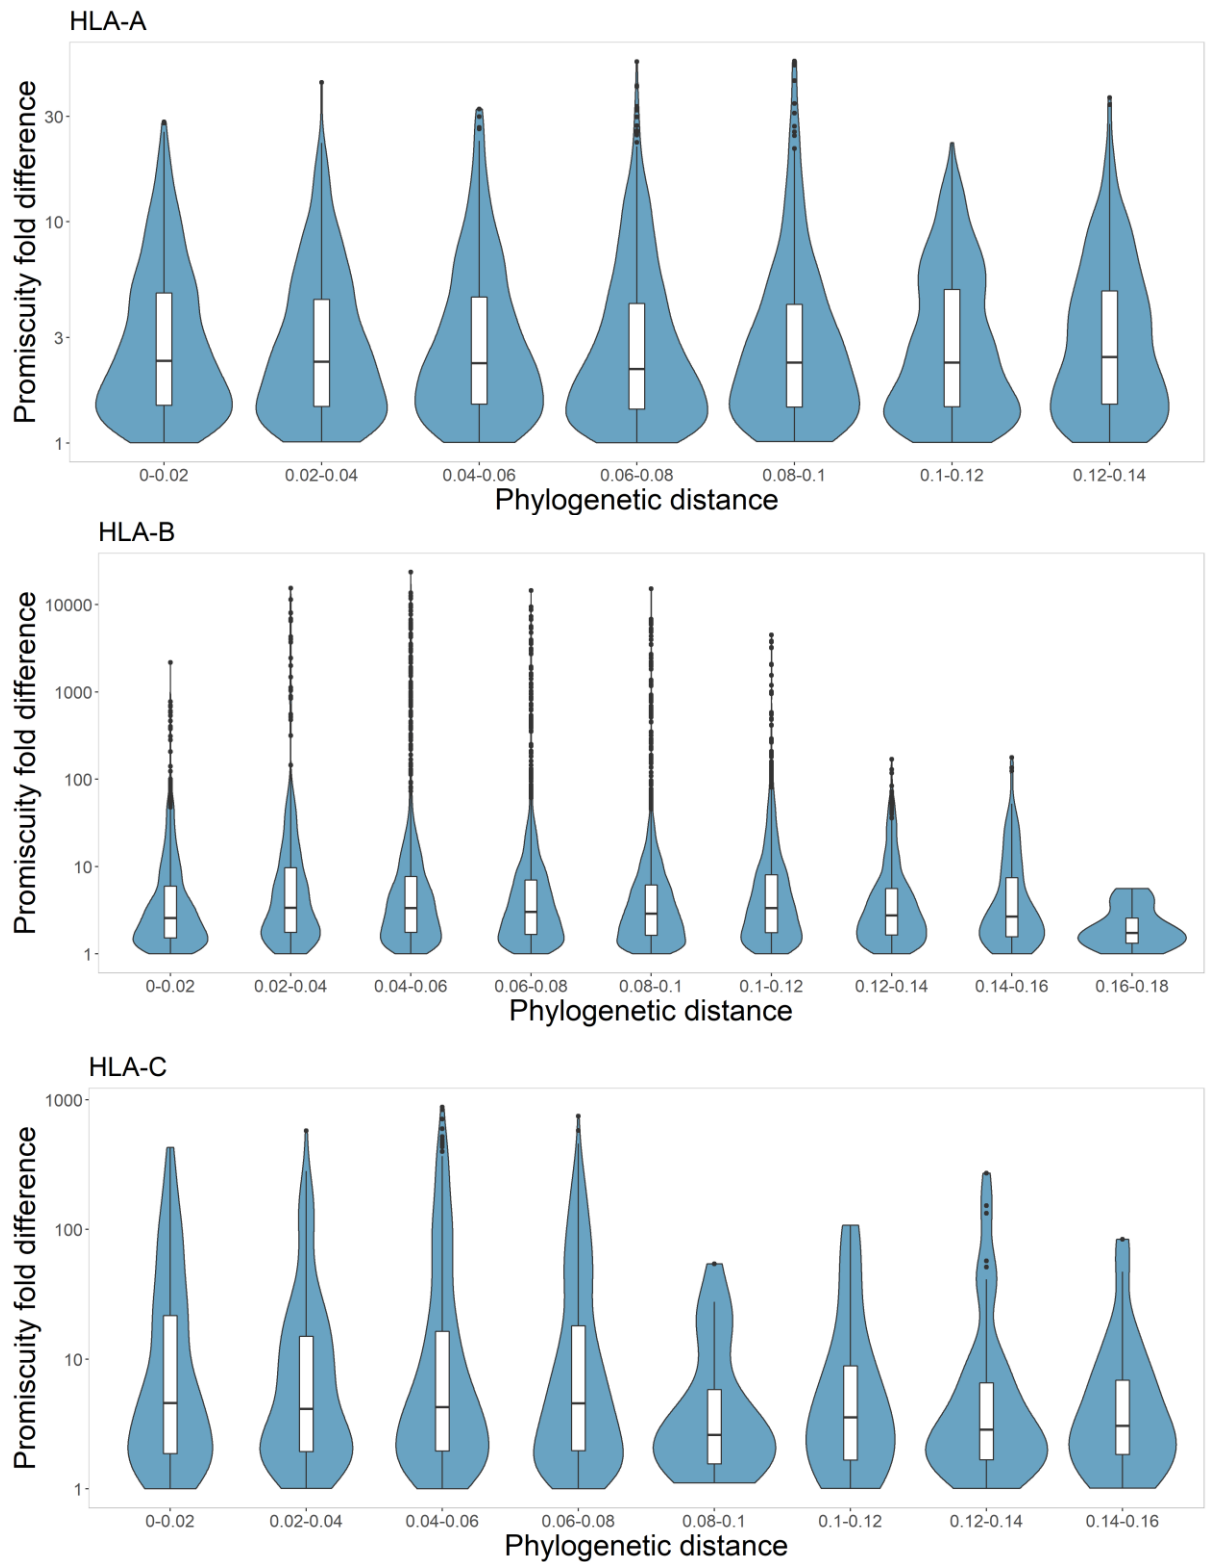 HLA-A
Promiscuity fold difference
30
10
3
1
0-0.02 0.02-0.04 0.04-0.06 0.06-0.08 0.08-0.1 0.1-0.12 0.12-0.14
Phylogenetic distance
HLA-B
Promiscuity fold difference
10000
1000
100
10
1
0-0.02 0.02-0.04 0.04-0.06 0.06-0.08 0.08-0.1 0.1-0.12 0.12-0.14 0.14-0.16 0.16-0.18
Phylogenetic distance
HLA-C
Promiscuity fold difference
1000
100
10
1
0-0.02 0.02-0.04 0.04-0.06 0.06-0.08 0.08-0.1 0.1-0.12 0.12-0.14 0.14-0.16
Phylogenetic distance